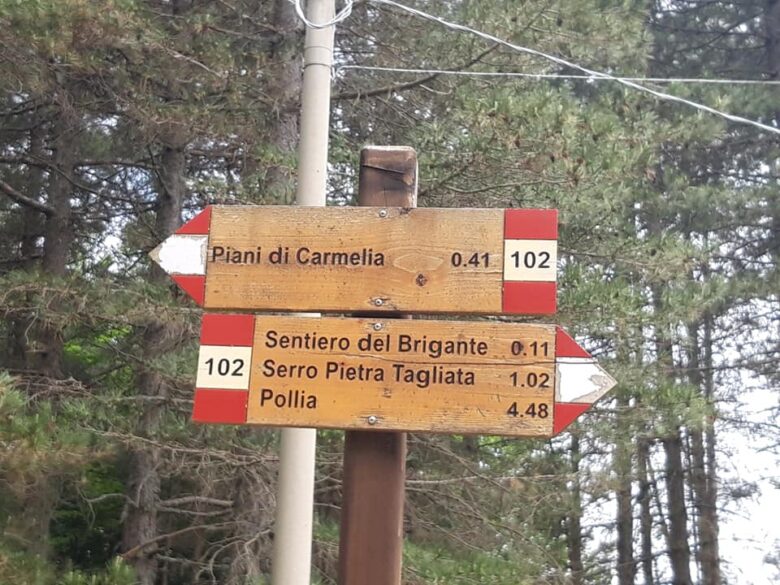 Piani di Carmelia 0.41 102
102 Sentiero del Brigante 0.11
Serro Pietra Tagliata 1.02
Pollia 4.48